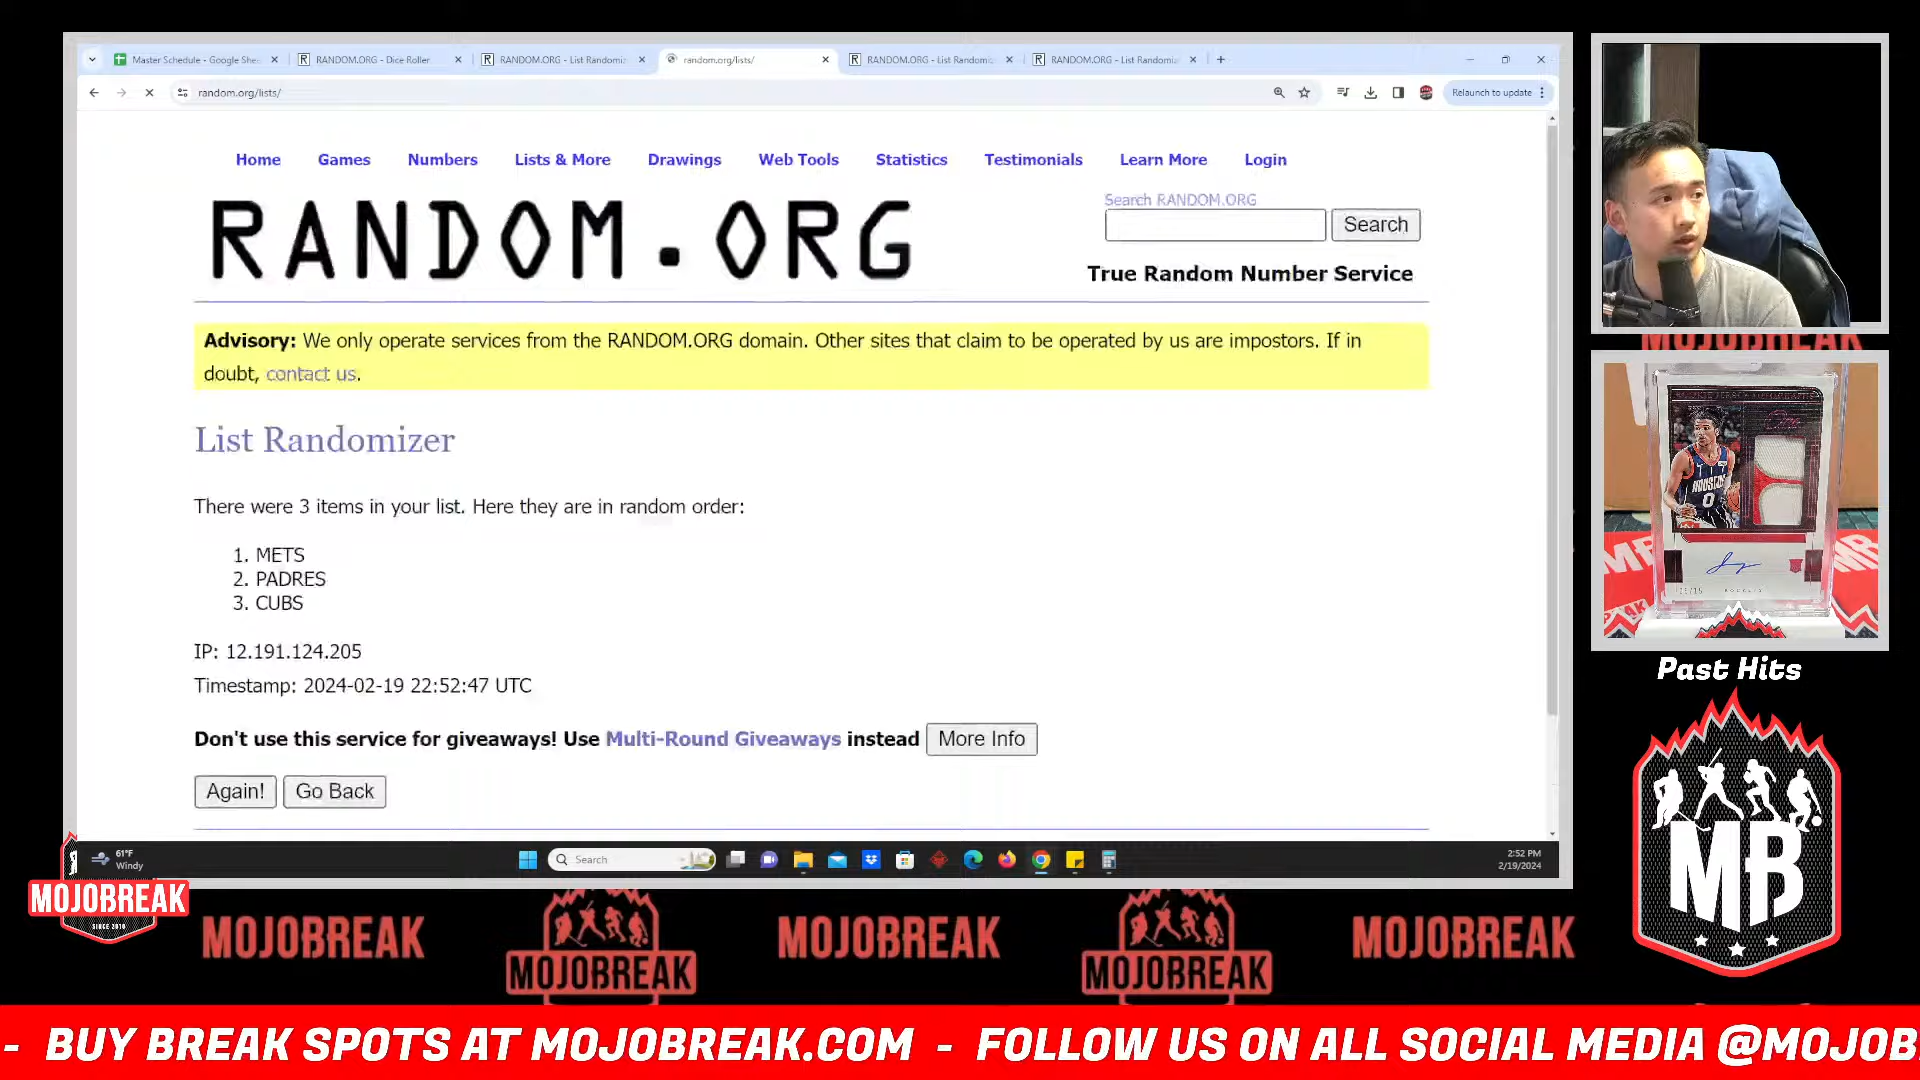 Master Schedule - Google She
RANDOM.ORG - Dice Roller
RANDOM.ORG - List Randomiz
random.org/lists/
RANDOM.ORG - List Randomiz
RANDOM.ORG - List Randomiz
random.org/lists/
Relaunch to update
Home Games Numbers Lists & More Drawings Web Tools Statistics Testimonials Learn More Login
RANDOM.ORG
Search RANDOM.ORG
Search
True Random Number Service
Advisory: We only operate services from the RANDOM.ORG domain. Other sites that claim to be operated by us are impostors. If in
doubt, contact us.
List Randomizer
There were 3 items in your list. Here they are in random order:
1. METS
2. PADRES
3. CUBS
IP: 12.191.124.205
Timestamp: 2024-02-19 22:52:47 UTC
Don't use this service for giveaways! Use Multi-Round Giveaways instead More Info
Again! Go Back
61°F
Windy
Search
2:52 PM
2/19/2024
MOJOBREAK
SINCE 2010
MOJOBREAK
MOJOBREAK
MOJOBREAK
MOJOBREAK
MOJOBREAK
MOJOBREAK
Past Hits
MB
- BUY BREAK SPOTS AT MOJOBREAK.COM - FOLLOW US ON ALL SOCIAL MEDIA @MOJOB